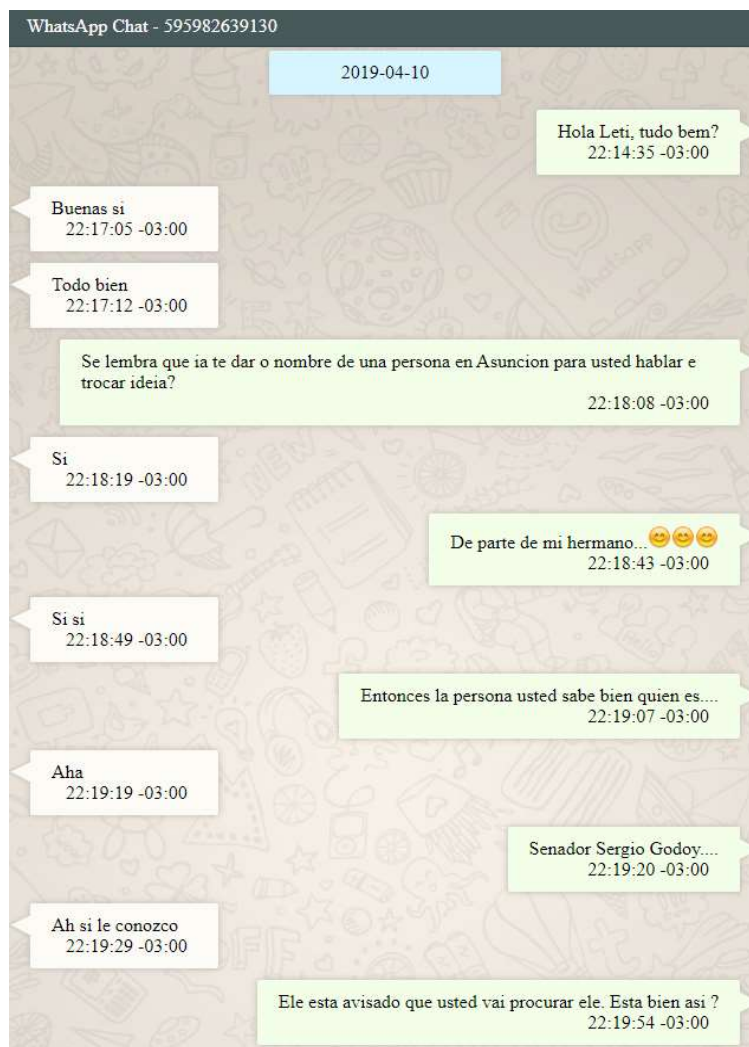 WhatsApp Chat - 595982639130
2019-04-10
Hola Leti, tudo bem?
22:14:35 -03:00
Buenas si
22:17:05 -03:00
Todo bien
22:17:12 -03:00
Se lembra que ia te dar o nombre de una persona en Asuncion para usted hablar e
trocar ideia?
22:18:08 -03:00
Si
22:18:19 -03:00
De parte de mi hermano...😊😊😊
22:18:43 -03:00
Si si
22:18:49 -03:00
Entonces la persona usted sabe bien quien es....
22:19:07 -03:00
Aha
22:19:19 -03:00
Senador Sergio Godoy....
22:19:20 -03:00
Ah si le conozco
22:19:29 -03:00
Ele esta avisado que usted vai procurar ele. Esta bien asi ?
22:19:54 -03:00